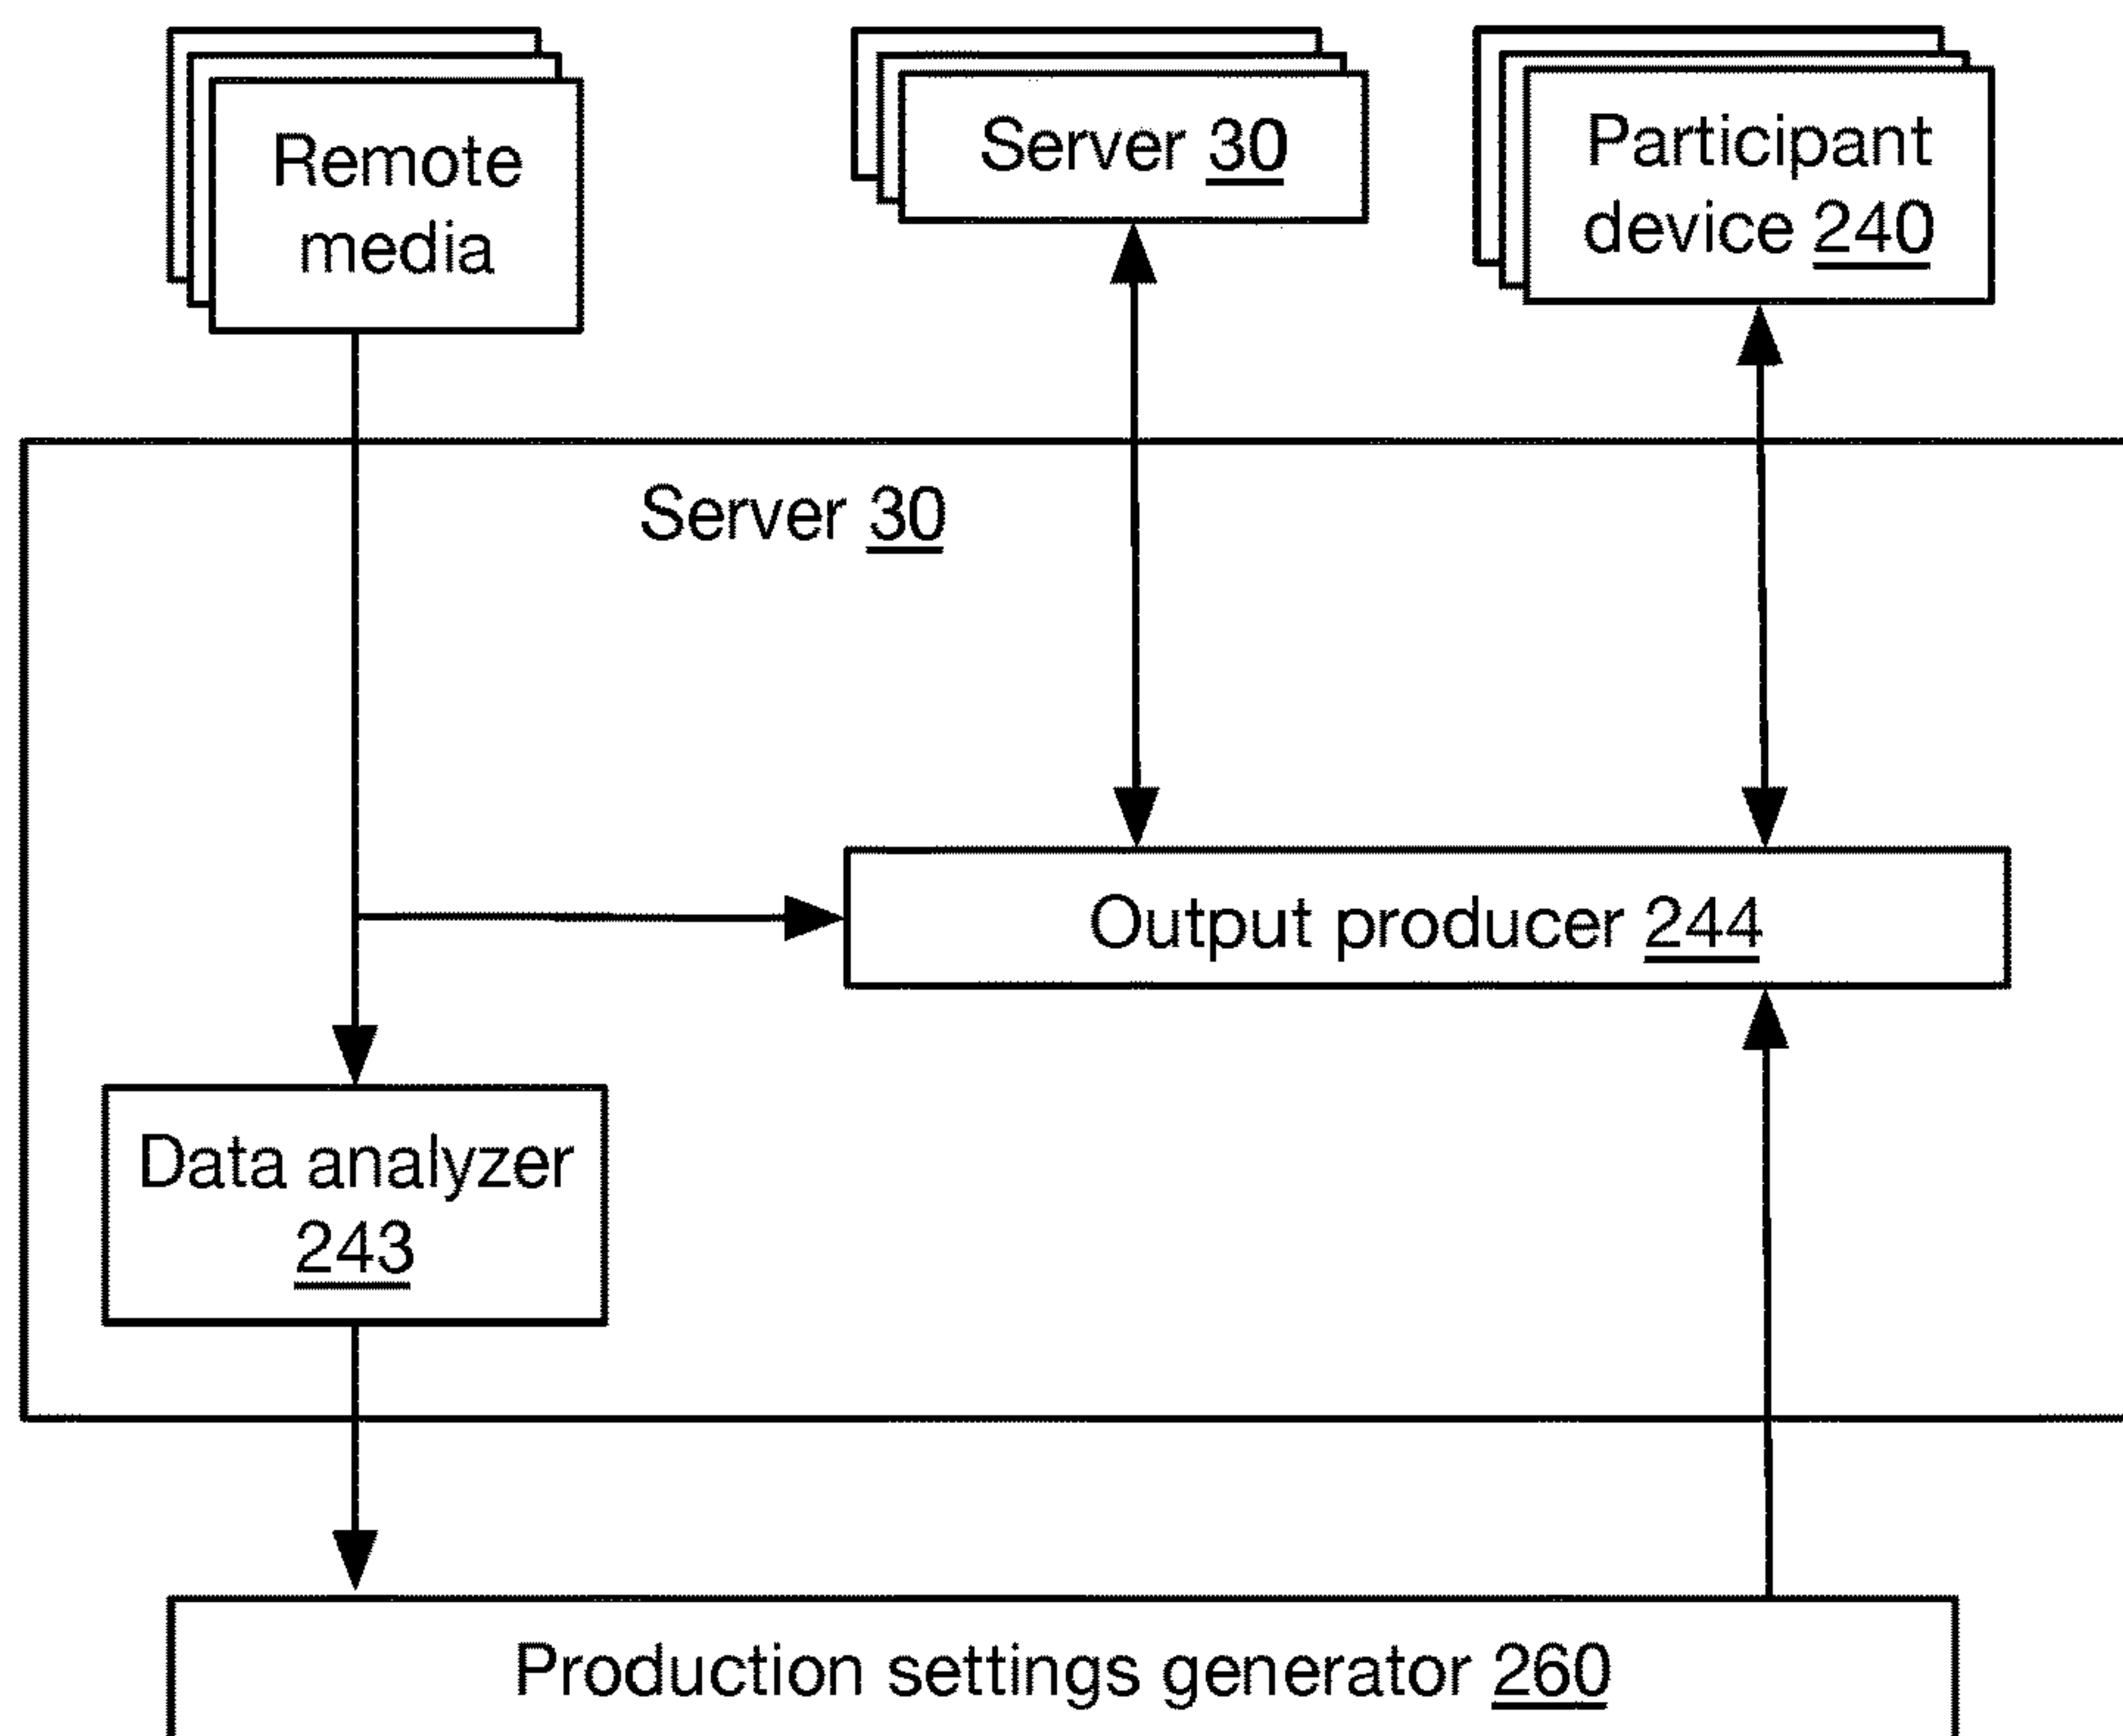 Remote
media
Server 30
Participant
device 240
Server 30
Output producer 244
Data analyzer
243
Production settings generator 260